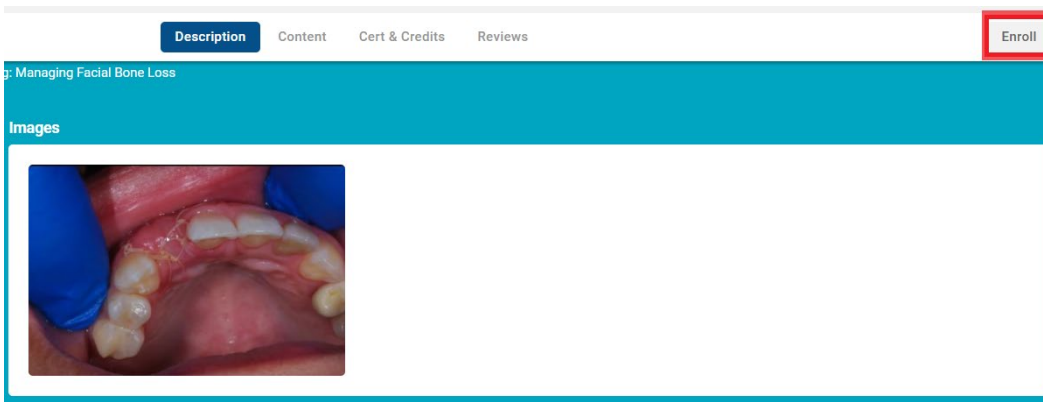 Description Content Cert & Credits Reviews Enroll
g: Managing Facial Bone Loss
Images